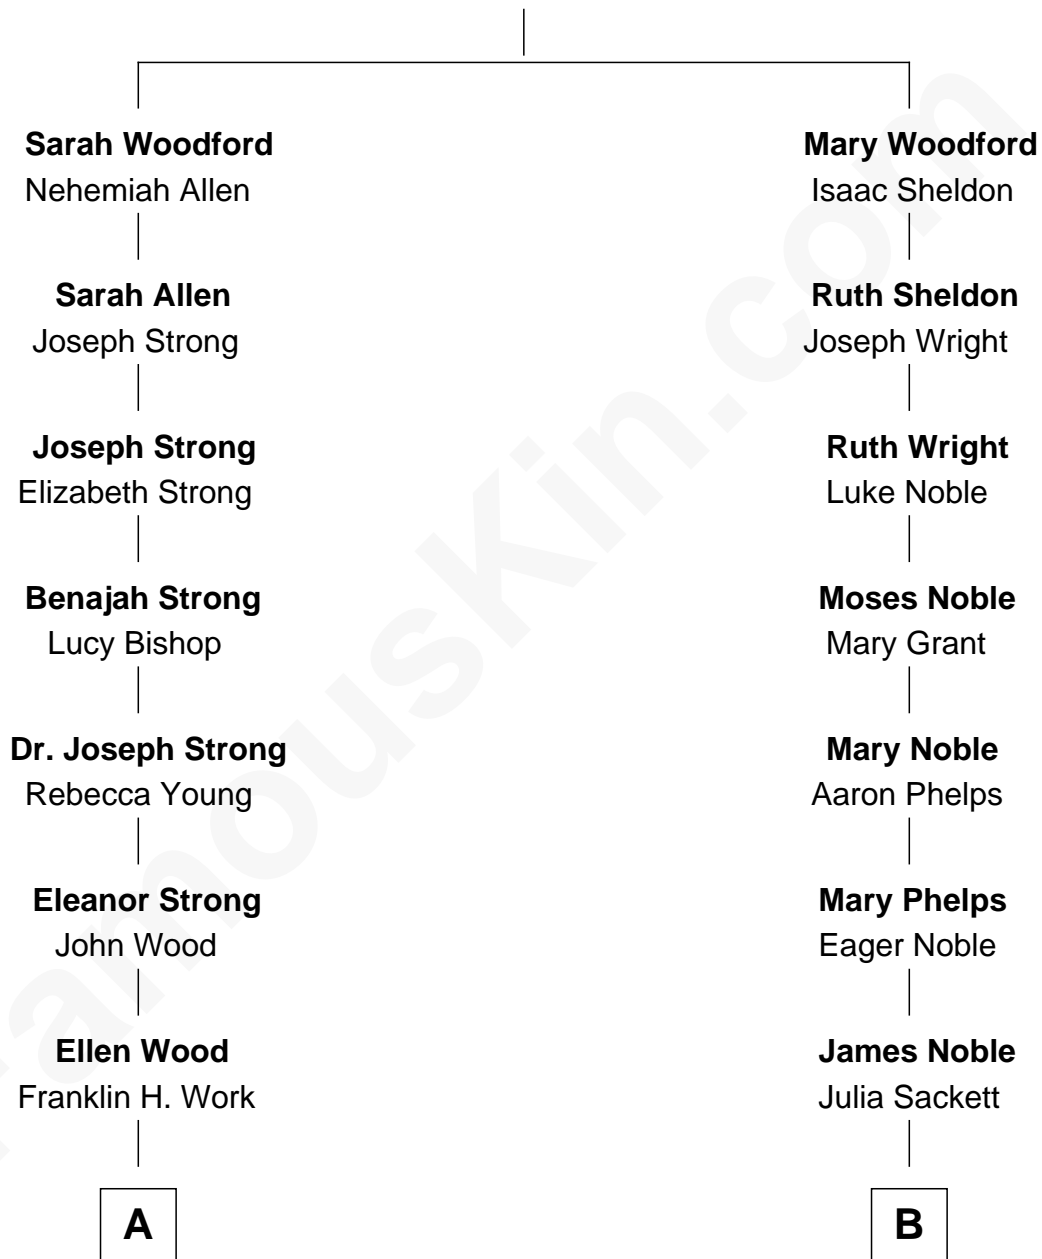 Sarah Woodford
Nehemiah Allen
Sarah Allen
Joseph Strong
Joseph Strong
Elizabeth Strong
Benajah Strong
Lucy Bishop
Dr. Joseph Strong
Rebecca Young
Eleanor Strong
John Wood
Ellen Wood
Franklin H. Work
A
Mary Woodford
Isaac Sheldon
Ruth Sheldon
Joseph Wright
Ruth Wright
Luke Noble
Moses Noble
Mary Grant
Mary Noble
Aaron Phelps
Mary Phelps
Eager Noble
James Noble
Julia Sackett
B
FamousKin.com